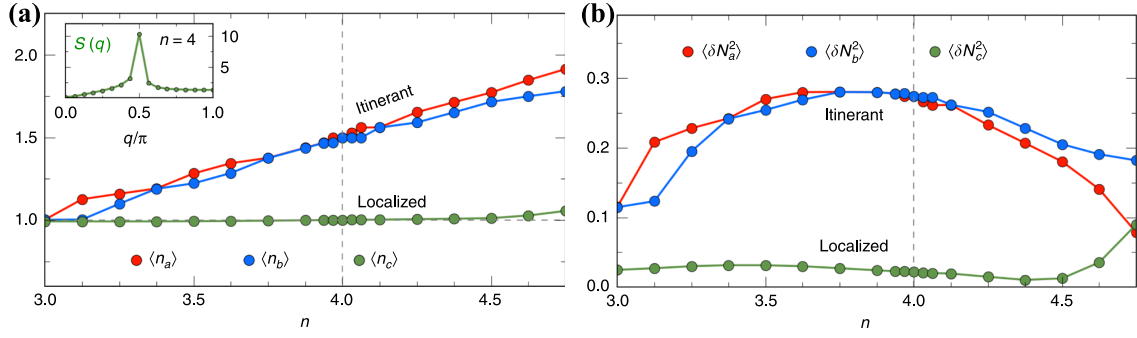 (a)
2.0
1.5
1.0
S(q)
n = 4
10
5
0.0
0.5
1.0
q/π
Itinerant
Localized
⟨n_a⟩
⟨n_b⟩
⟨n_c⟩
3.0
3.5
4.0
4.5
n
(b)
⟨δN_a^2⟩
⟨δN_b^2⟩
⟨δN_c^2⟩
0.3
0.2
0.1
0.0
Itinerant
Localized
3.0
3.5
4.0
4.5
n